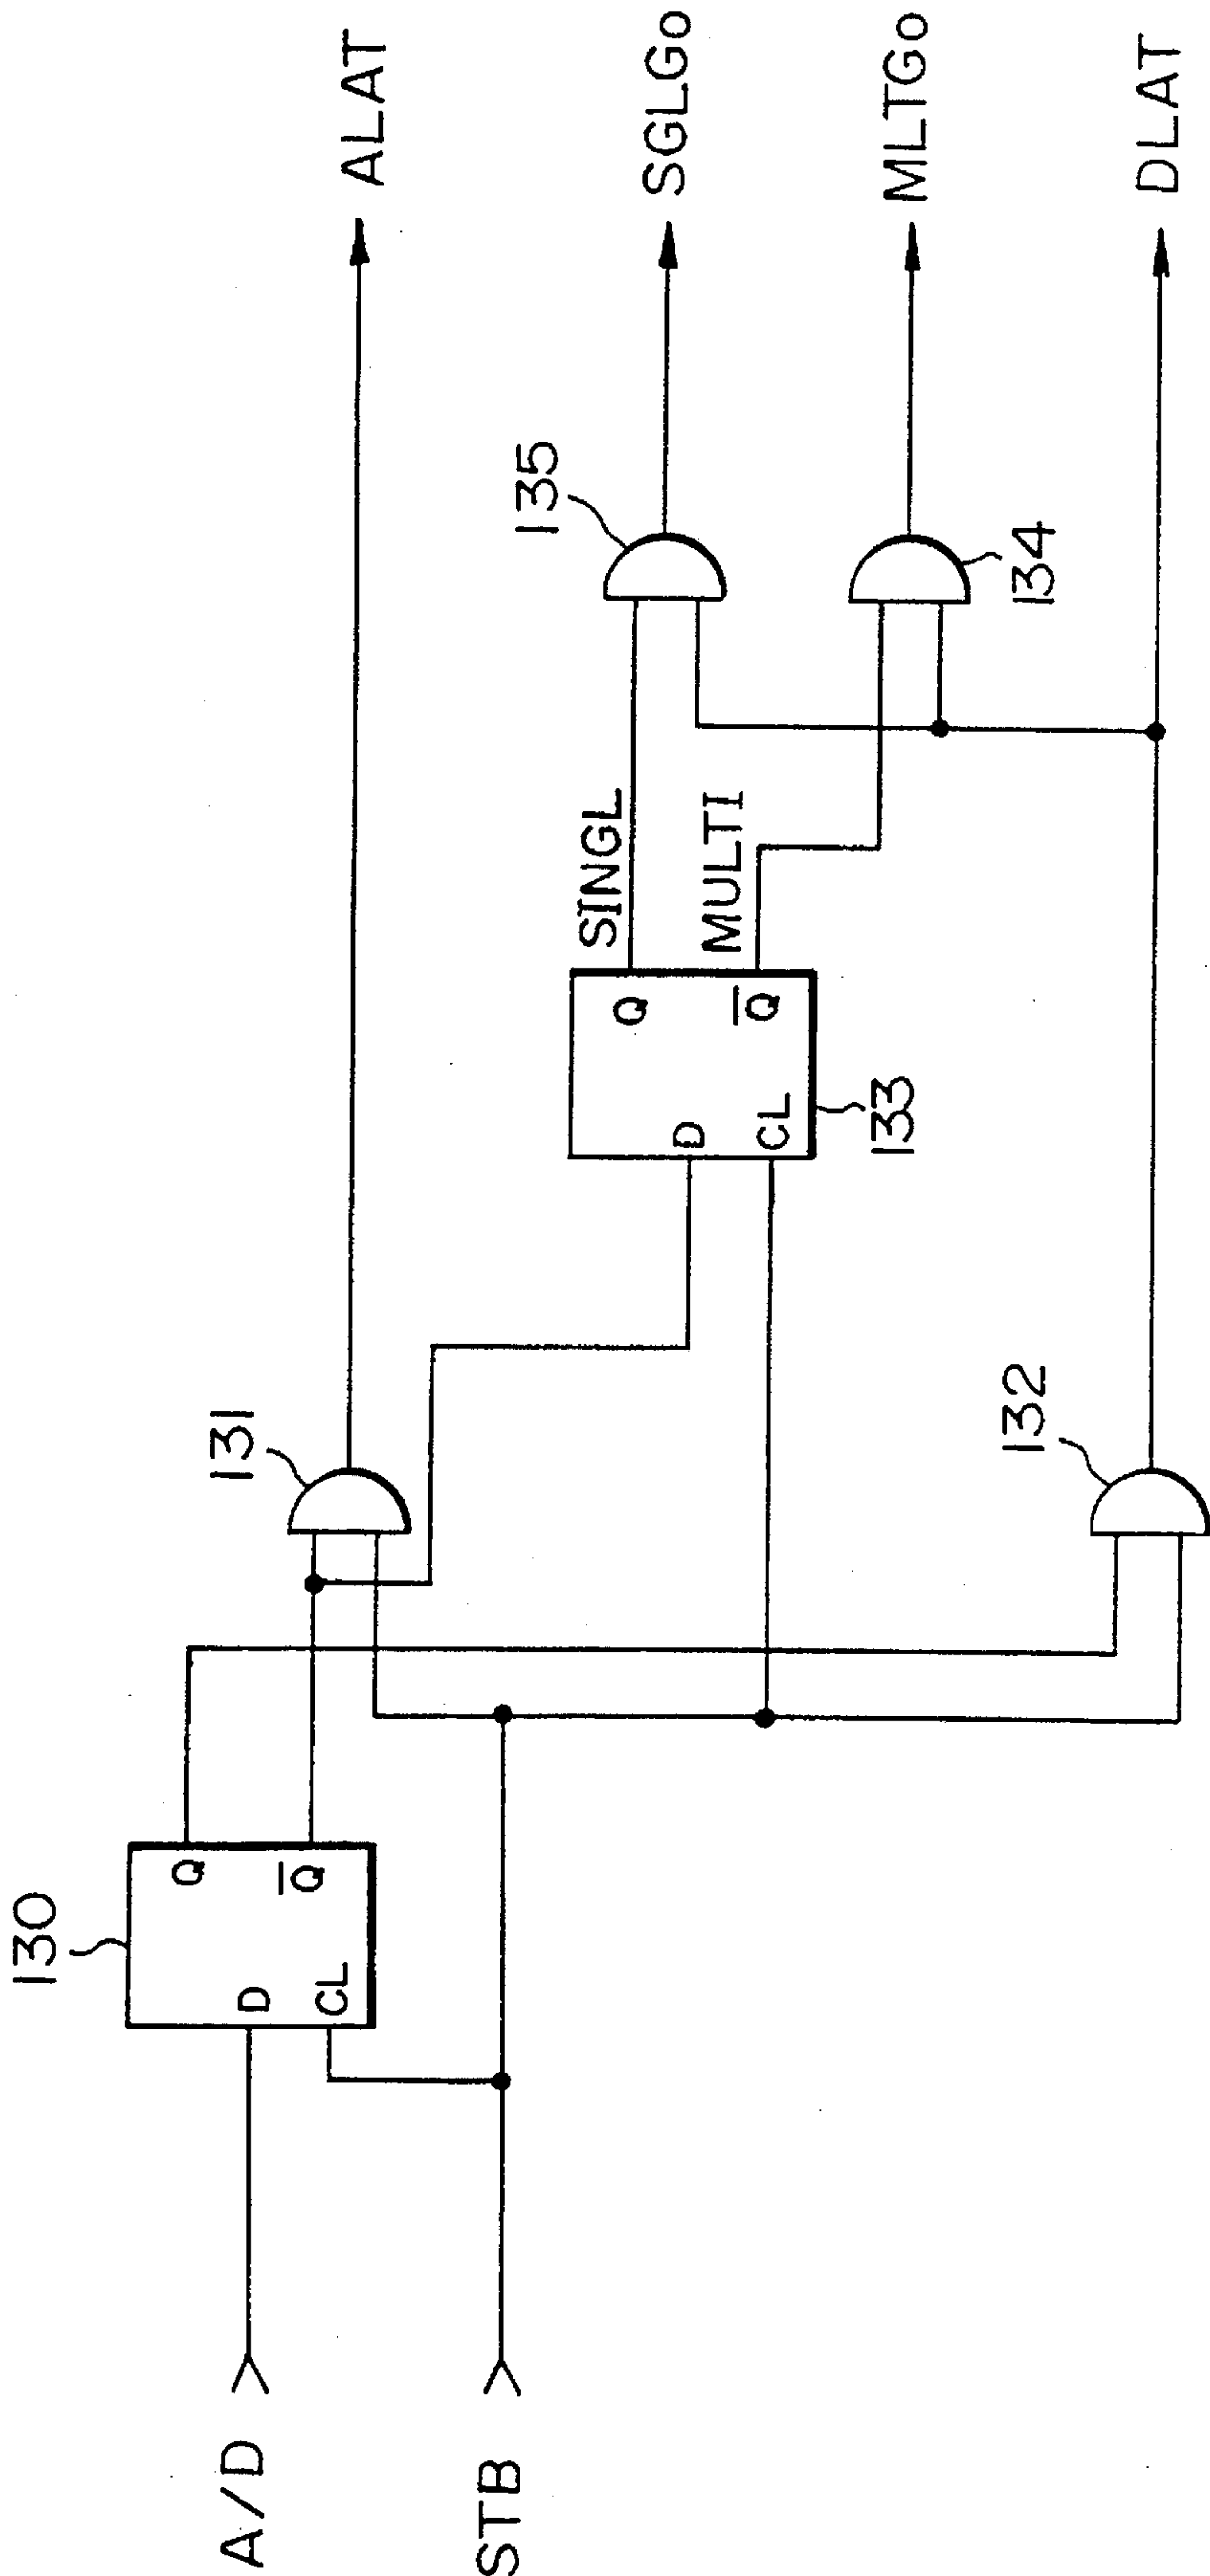 A/D
STB
130
D
CL
Q
Q
131
132
ALAT
D
CL
Q
Q
133
SINGL
MULTI
135
134
SGLGo
MLTGo
DLAT